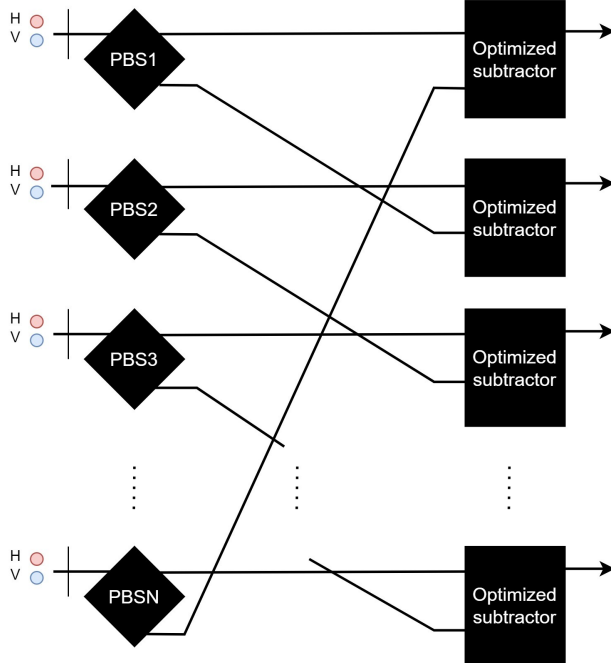 H
V
PBS1
Optimized
subtractor
H
V
PBS2
Optimized
subtractor
H
V
PBS3
Optimized
subtractor
H
V
PBSN
Optimized
subtractor